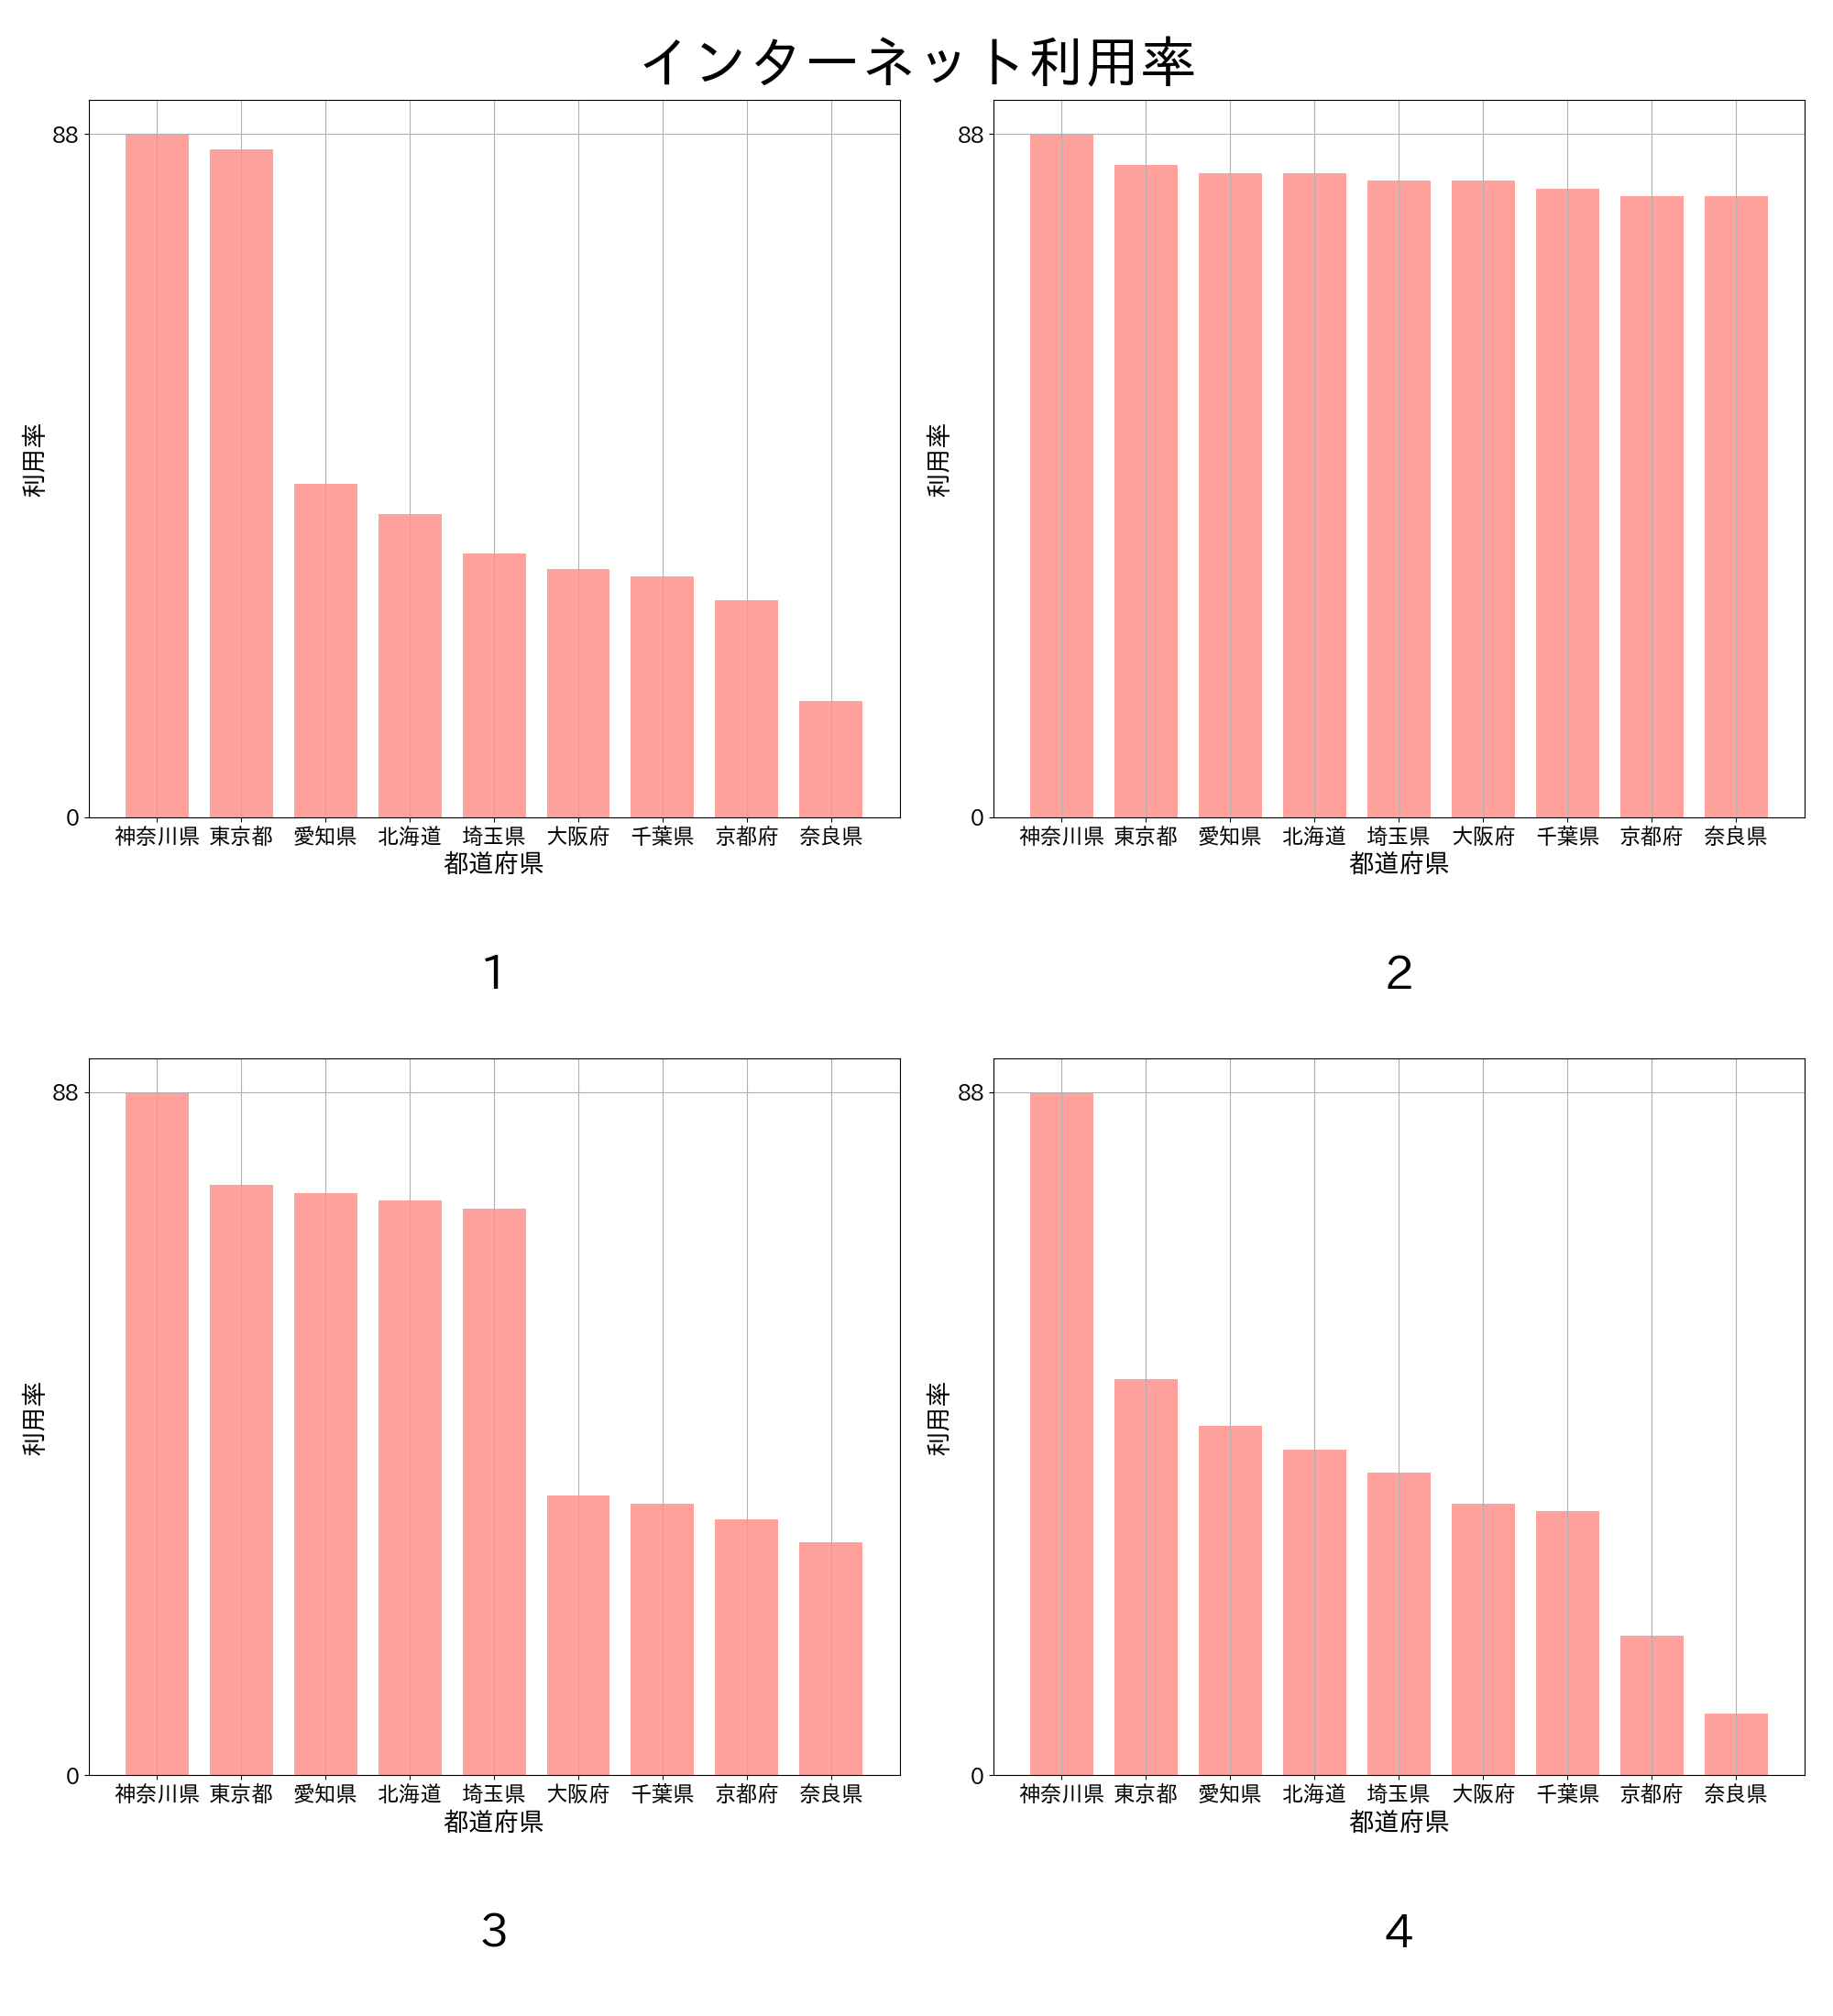 インターネット利用率
88
0
利用率
神奈川県 東京都 愛知県 北海道 埼玉県 大阪府 千葉県 京都府 奈良県
都道府県
1
88
0
利用率
神奈川県 東京都 愛知県 北海道 埼玉県 大阪府 千葉県 京都府 奈良県
都道府県
2
88
0
利用率
神奈川県 東京都 愛知県 北海道 埼玉県 大阪府 千葉県 京都府 奈良県
都道府県
3
88
0
利用率
神奈川県 東京都 愛知県 北海道 埼玉県 大阪府 千葉県 京都府 奈良県
都道府県
4